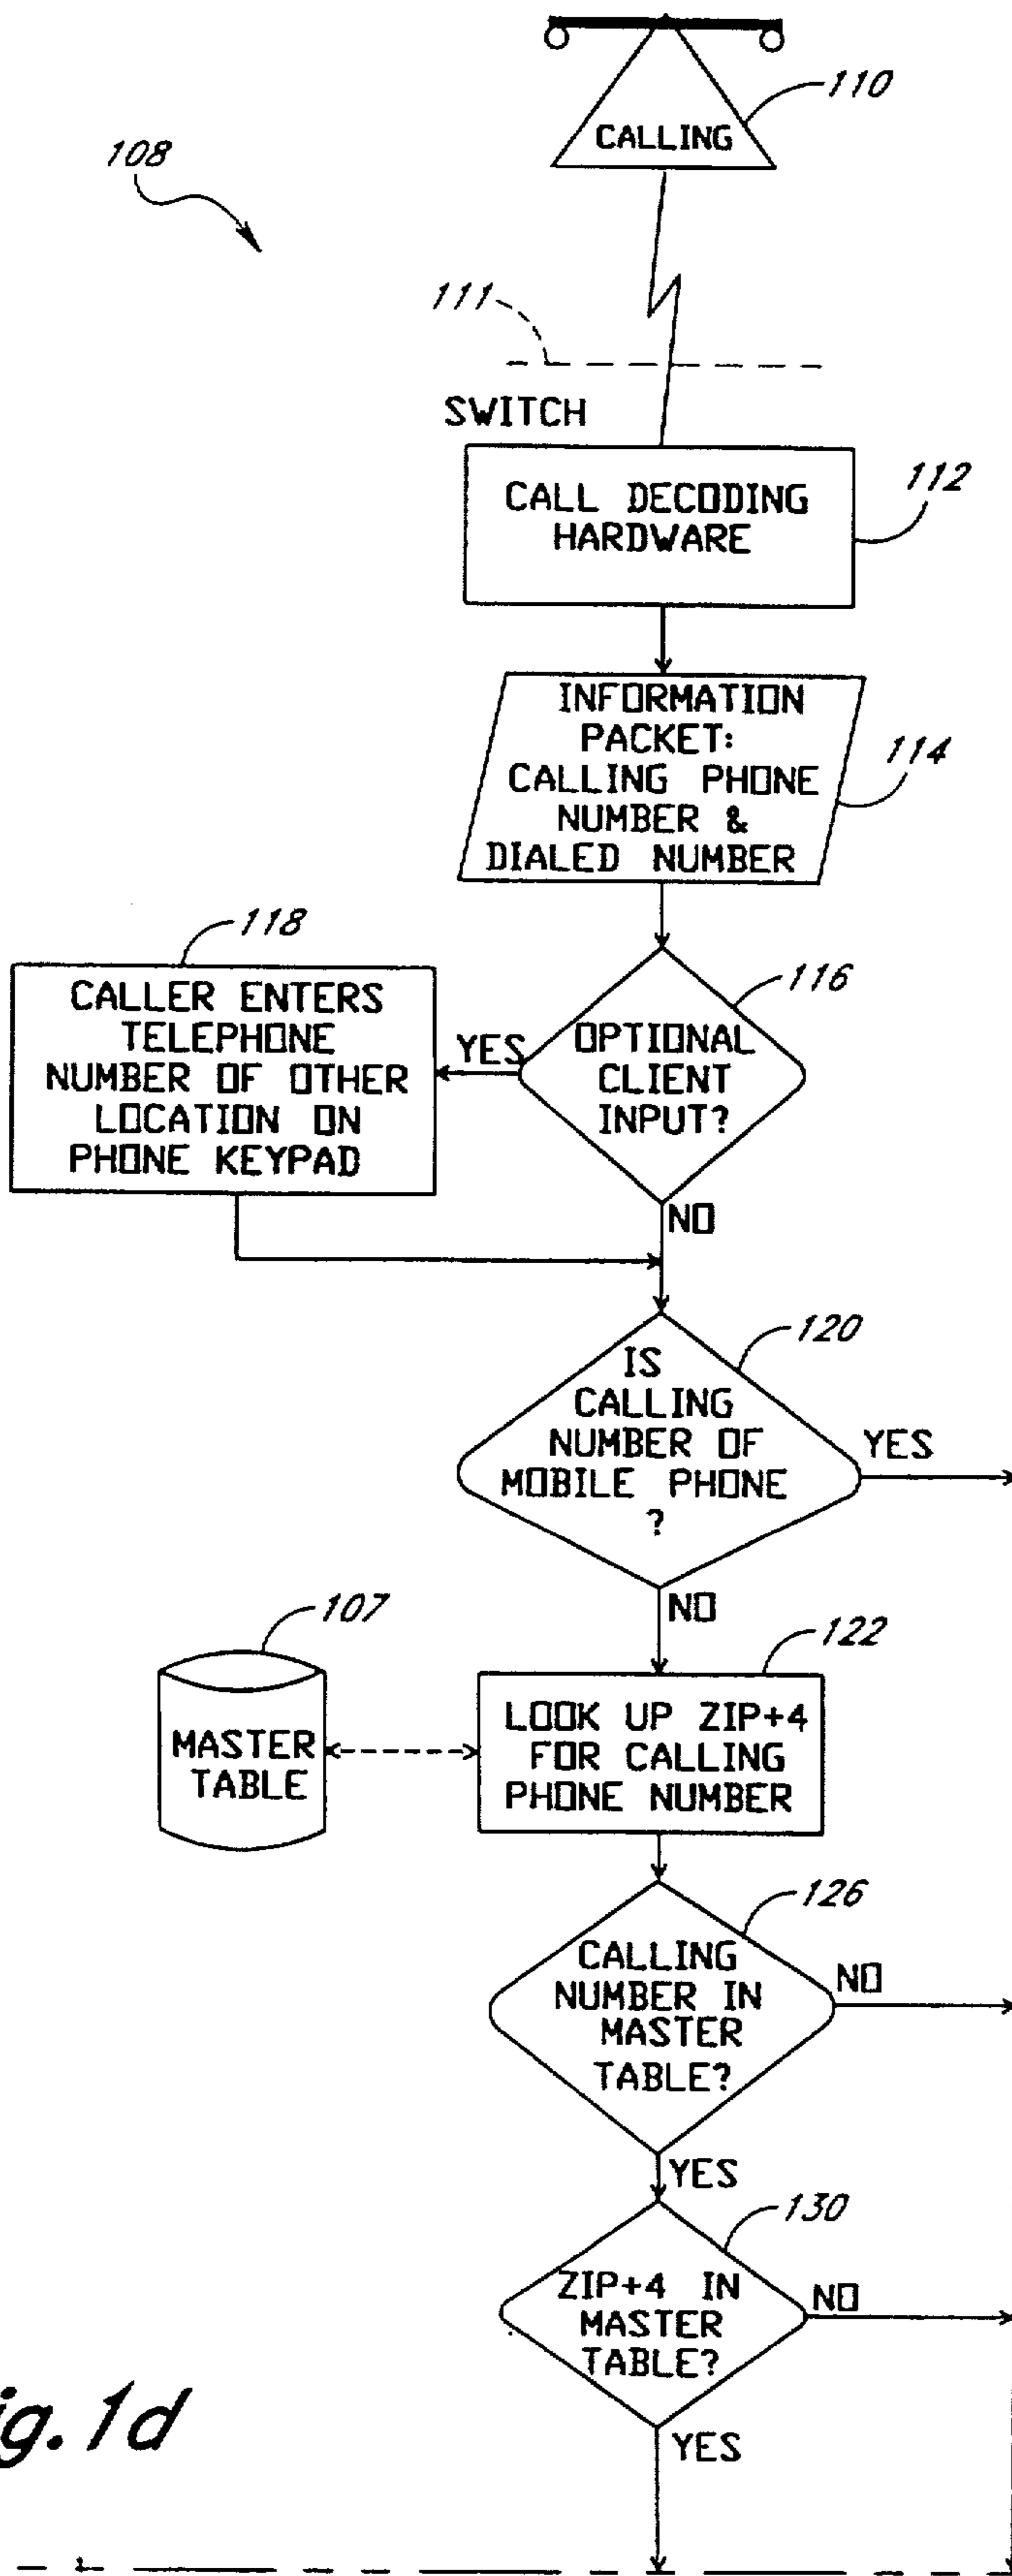 110
CALLING
108
111
SWITCH
112
CALL DECODING
HARDWARE
INFORMATION
PACKET:
CALLING PHONE
NUMBER &
DIALED NUMBER
114
118
CALLER ENTERS
TELEPHONE
NUMBER OF OTHER
LOCATION ON
PHONE KEYPAD
YES
116
OPTIONAL
CLIENT
INPUT?
NO
120
IS
CALLING
NUMBER OF
MOBILE PHONE
?
YES
NO
107
MASTER
TABLE
122
LOOK UP ZIP+4
FOR CALLING
PHONE NUMBER
126
CALLING
NUMBER IN
MASTER
TABLE?
NO
YES
130
ZIP+4 IN
MASTER
TABLE?
NO
YES
ig. 1d